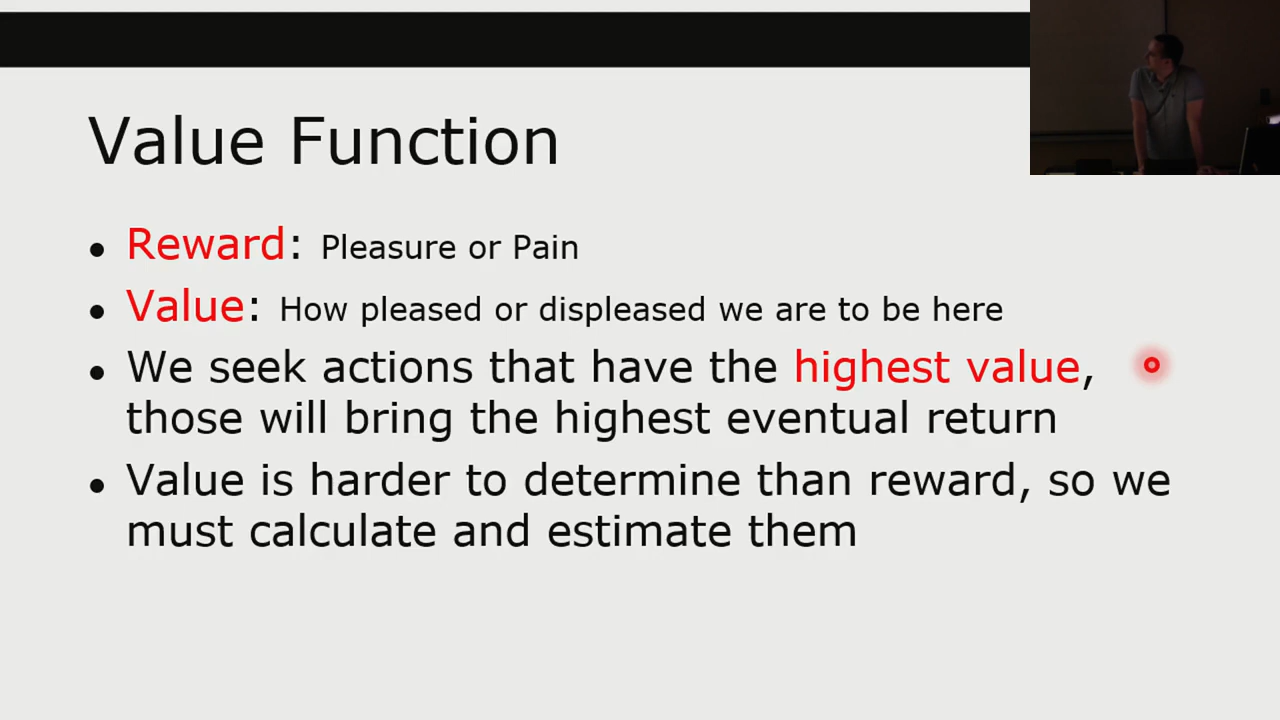 Value Function
• Reward: Pleasure or Pain
• Value: How pleased or displeased we are to be here
• We seek actions that have the highest value,
those will bring the highest eventual return
• Value is harder to determine than reward, so we
must calculate and estimate them